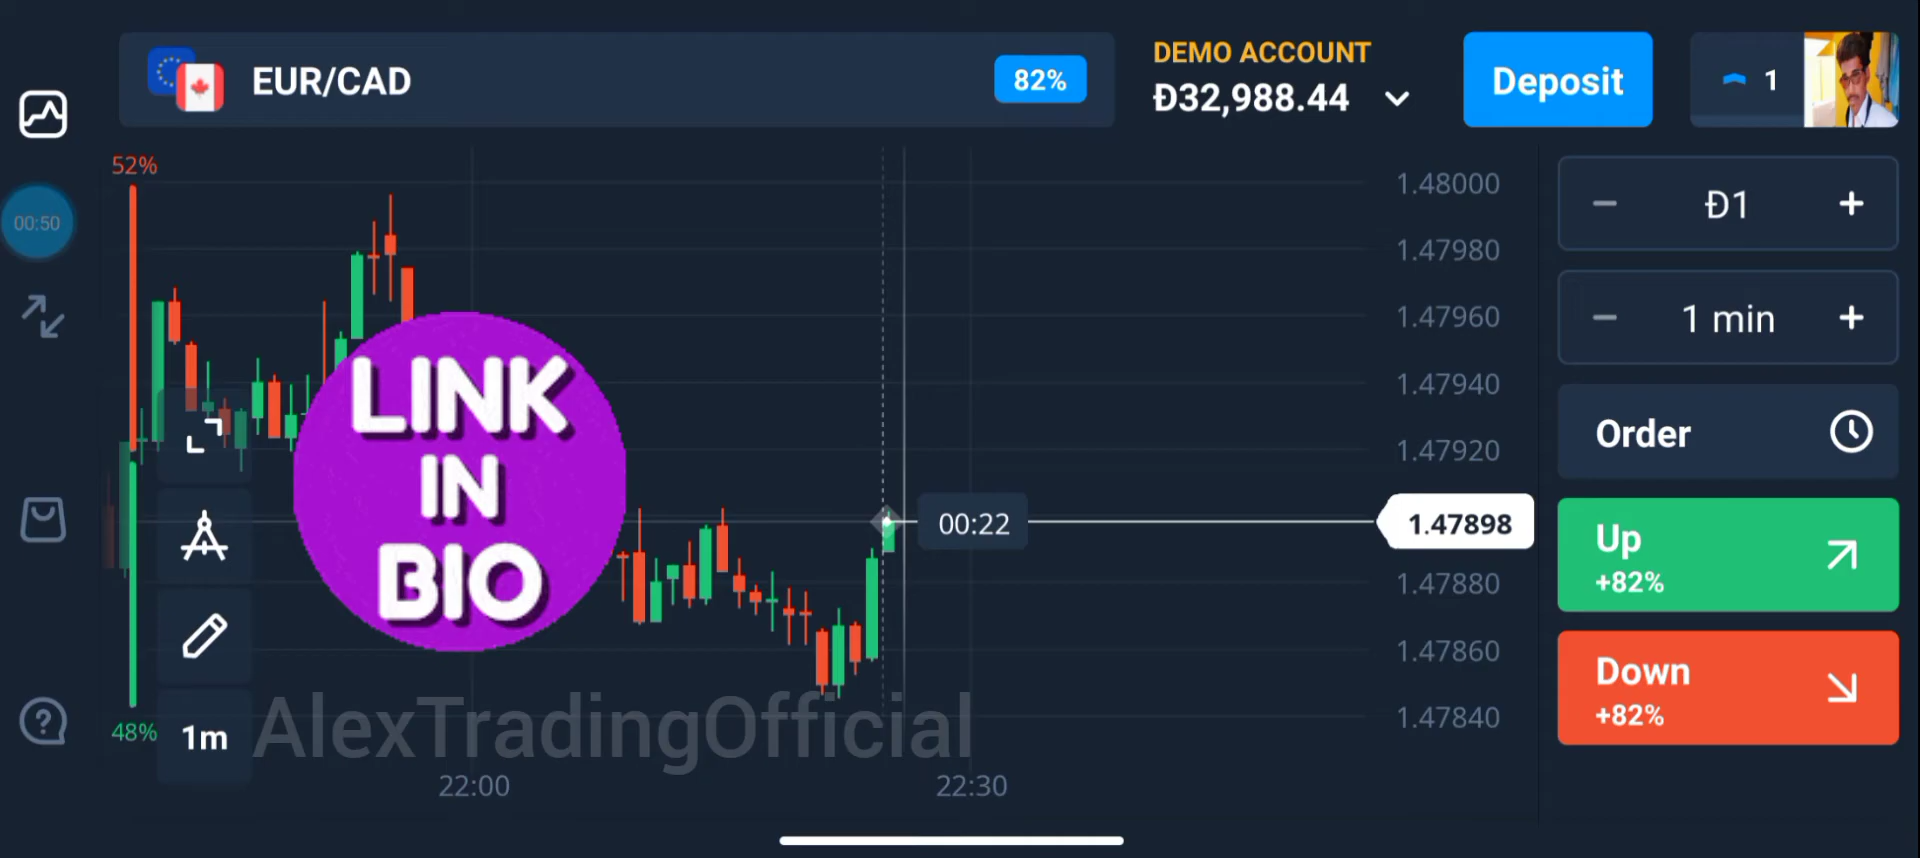 EUR/CAD
82%
DEMO ACCOUNT
Đ32,988.44
Deposit
1
52%
00:50
1.48000
1.47980
1.47960
1.47940
1.47920
1.47898
1.47880
1.47860
1.47840
LINK
IN
BIO
00:22
48%
1m
AlexTradingOfficial
22:00
22:30
Đ1
1 min
Order
Up
+82%
Down
+82%